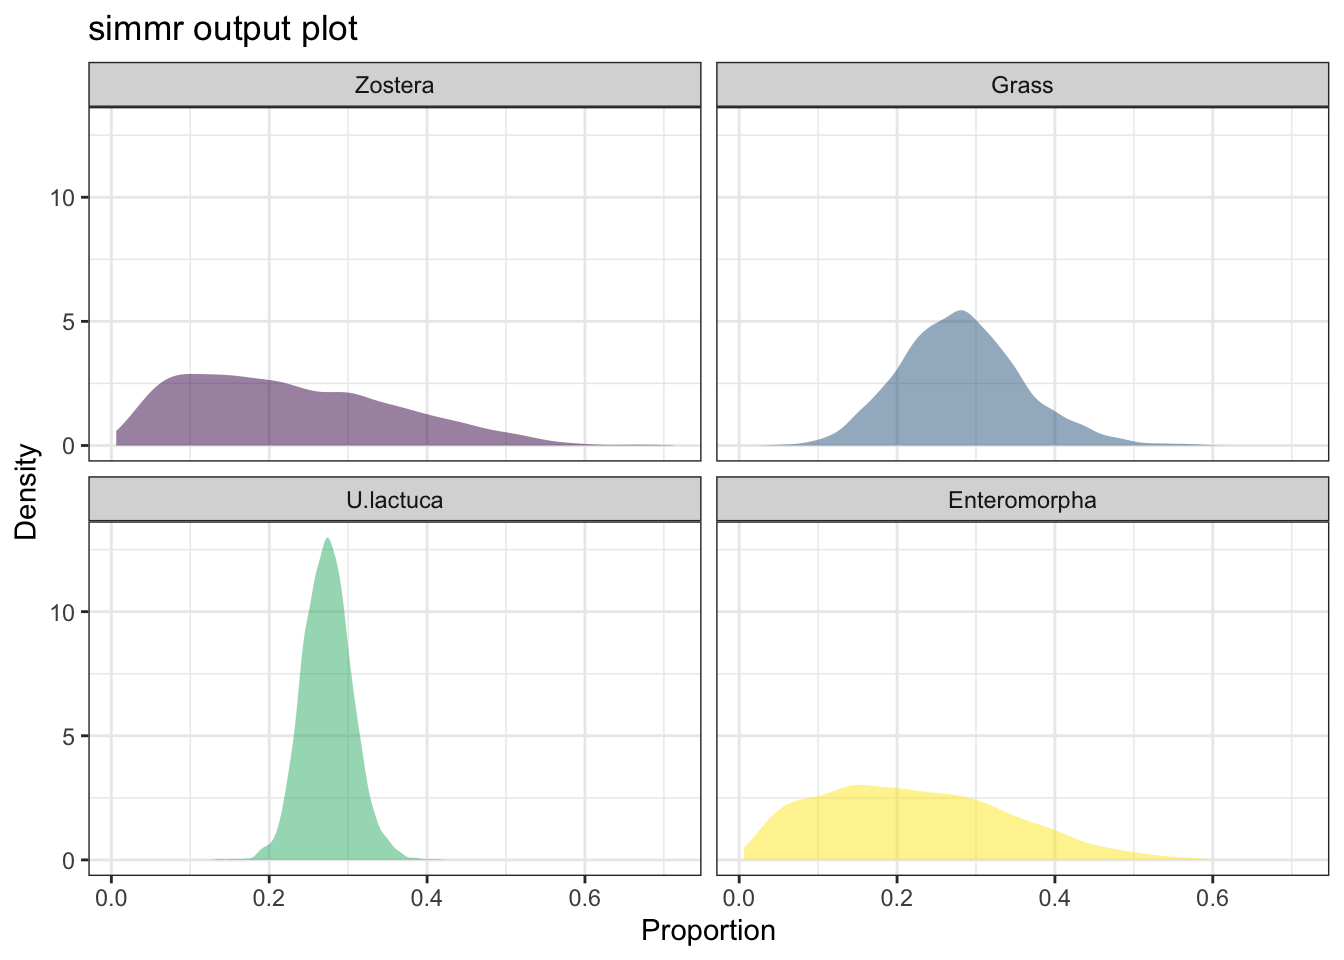 simmr output plot
Zostera
Grass
10
5
0
Density
U.lactuca
Enteromorpha
10
5
0
0.0 0.2 0.4 0.6 0.0 0.2 0.4 0.6
Proportion